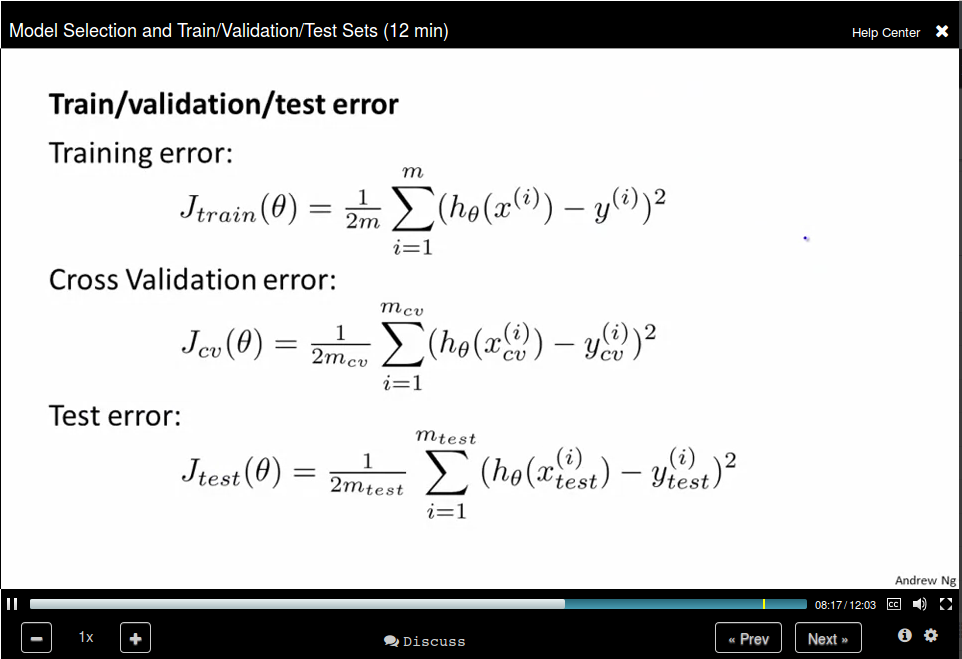 Model Selection and Train/Validation/Test Sets (12 min)
Help Center ✖
Train/validation/test error
Training error:
$J_{train}(\theta) = \frac{1}{2m} \sum_{i=1}^{m} (h_\theta(x^{(i)}) - y^{(i)})^2$
Cross Validation error:
$J_{cv}(\theta) = \frac{1}{2m_{cv}} \sum_{i=1}^{m_{cv}} (h_\theta(x_{cv}^{(i)}) - y_{cv}^{(i)})^2$
Test error:
$J_{test}(\theta) = \frac{1}{2m_{test}} \sum_{i=1}^{m_{test}} (h_\theta(x_{test}^{(i)}) - y_{test}^{(i)})^2$
Andrew Ng
08:17 / 12:03 CC
− 1x + Discuss « Prev Next »